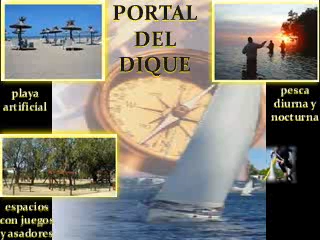 PORTAL
DEL
DIQUE
playa
artificial
pesca
diurna y
nocturna
espacios
con juegos
y asadores